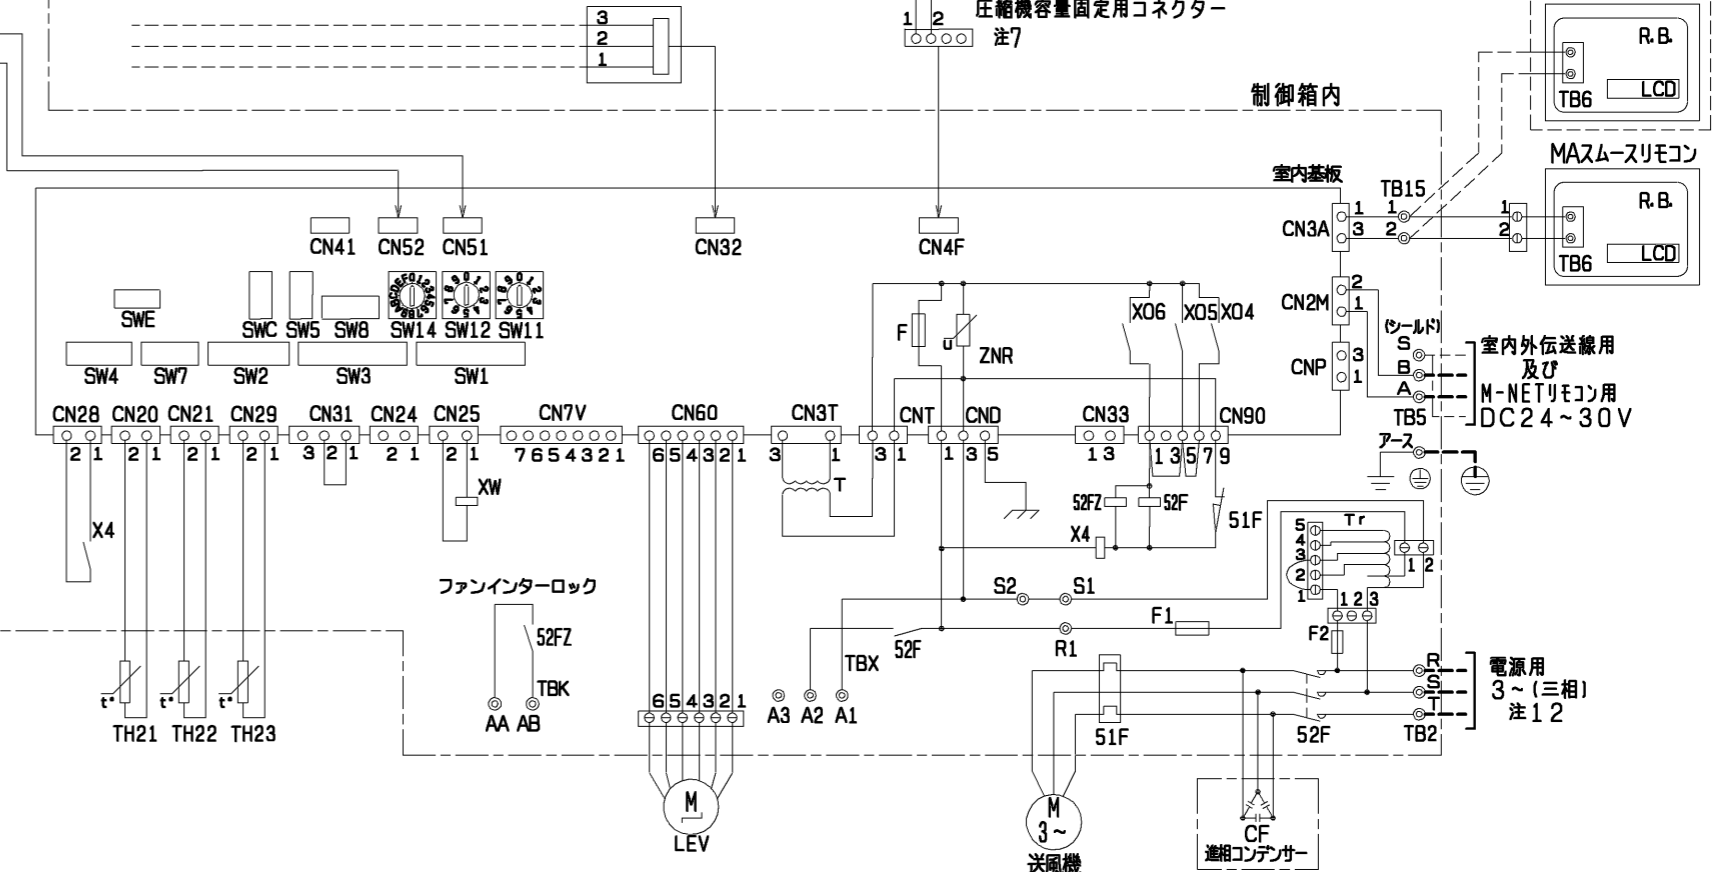 3
2
1
1 2
圧縮機容量固定用コネクター
注7
R.B.
LCD
TB6
制御箱内
MAスムースリモコン
室内基板
TB15
R.B.
CN3A
1 1 1
3 2 2
LCD
TB6
CN41 CN52 CN51 CN32 CN4F
CN2M
2
1
SWE SWC SW5 SW8 SW14 SW12 SW11
F
u
ZNR
X06 X05 X04
CNP
3
1
(シールド)
S
B
A
TB5
室内外伝送線用
及び
M-NETリモコン用
DC24~30V
アース
SW4 SW7 SW2 SW3 SW1
CN28 CN20 CN21 CN29 CN31 CN24 CN25 CN7V CN60 CN3T CNT CND CN33 CN90
2 1 2 1 2 1 2 1 3 2 1 2 1 2 1 7 6 5 4 3 2 1 6 5 4 3 2 1 3 1 3 1 1 3 5 1 3 1 3 5 7 9
XW
T
52FZ 52F
51F
X4
X4
Tr
5
4
3
2
1
1 2
1 2 3
F2
ファンインターロック
52FZ
TBK
AA AB
S2 S1
F1
R1
52F
TBX
A3 A2 A1
t°
t°
t°
TH21 TH22 TH23
6 5 4 3 2 1
M
LEV
51F
52F
R
S
T
TB2
電源用
3~(三相)
注12
M
3~
送風機
CF
進相コンデンサー